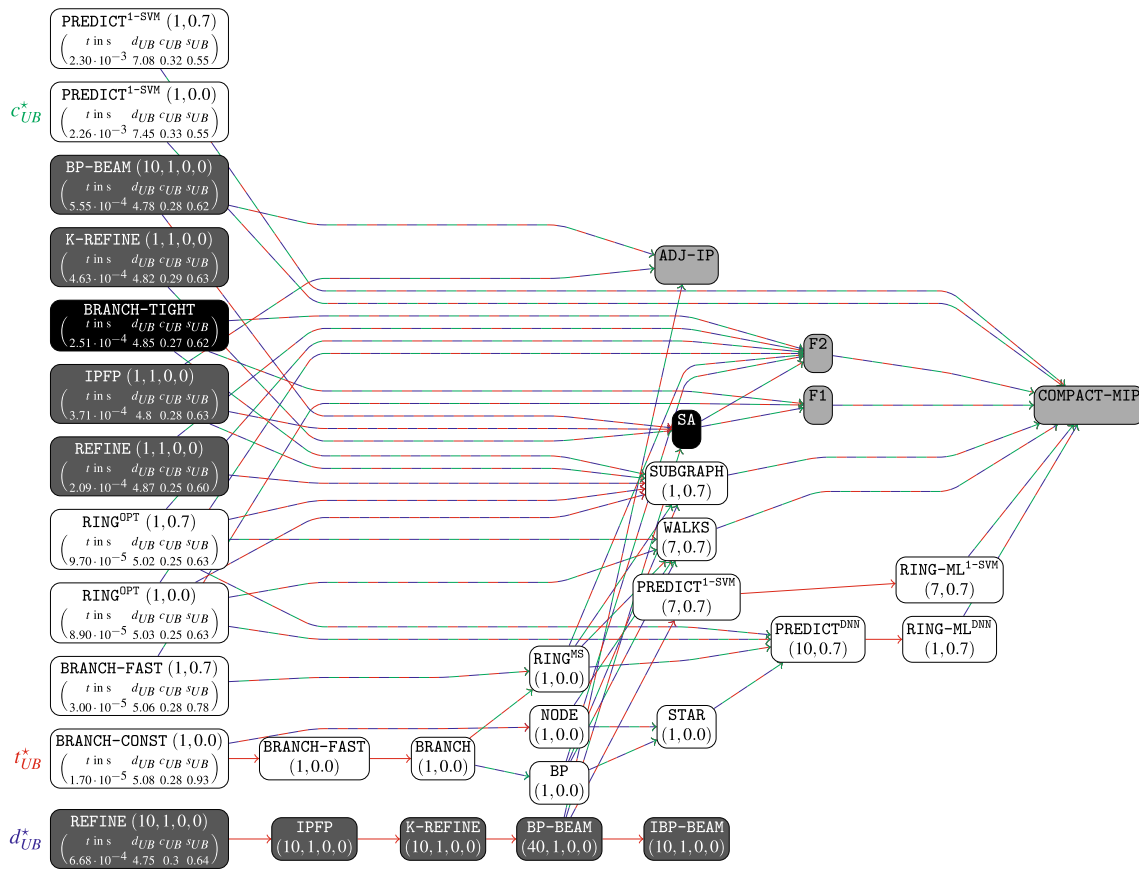 PREDICT^1-SVM (1,0.7)
t in s d_UB c_UB s_UB
2.30·10^−3 7.08 0.32 0.55
c*_UB
PREDICT^1-SVM (1,0.0)
t in s d_UB c_UB s_UB
2.26·10^−3 7.45 0.33 0.55
BP-BEAM (10,1,0,0)
t in s d_UB c_UB s_UB
5.55·10^−4 4.78 0.28 0.62
K-REFINE (1,1,0,0)
t in s d_UB c_UB s_UB
4.63·10^−4 4.82 0.29 0.63
BRANCH-TIGHT
t in s d_UB c_UB s_UB
2.51·10^−4 4.85 0.27 0.62
IPFP (1,1,0,0)
t in s d_UB c_UB s_UB
3.71·10^−4 4.8 0.28 0.63
REFINE (1,1,0,0)
t in s d_UB c_UB s_UB
2.09·10^−4 4.87 0.25 0.60
RING^OPT (1,0.7)
t in s d_UB c_UB s_UB
9.70·10^−5 5.02 0.25 0.63
RING^OPT (1,0.0)
t in s d_UB c_UB s_UB
8.90·10^−5 5.03 0.25 0.63
BRANCH-FAST (1,0.7)
t in s d_UB c_UB s_UB
3.00·10^−5 5.06 0.28 0.78
t*_UB
BRANCH-CONST (1,0.0)
t in s d_UB c_UB s_UB
1.70·10^−5 5.08 0.28 0.93
d*_UB
REFINE (10,1,0,0)
t in s d_UB c_UB s_UB
6.68·10^−4 4.75 0.3 0.64
BRANCH-FAST
(1,0.0)
BRANCH
(1,0.0)
IPFP
(10,1,0,0)
K-REFINE
(10,1,0,0)
BP-BEAM
(40,1,0,0)
IBP-BEAM
(10,1,0,0)
RING^MS
(1,0.0)
NODE
(1,0.0)
BP
(1,0.0)
ADJ-IP
SA
SUBGRAPH
(1,0.7)
WALKS
(7,0.7)
PREDICT^1-SVM
(7,0.7)
STAR
(1,0.0)
F2
F1
PREDICT^DNN
(10,0.7)
RING-ML^1-SVM
(7,0.7)
RING-ML^DNN
(1,0.7)
COMPACT-MIP